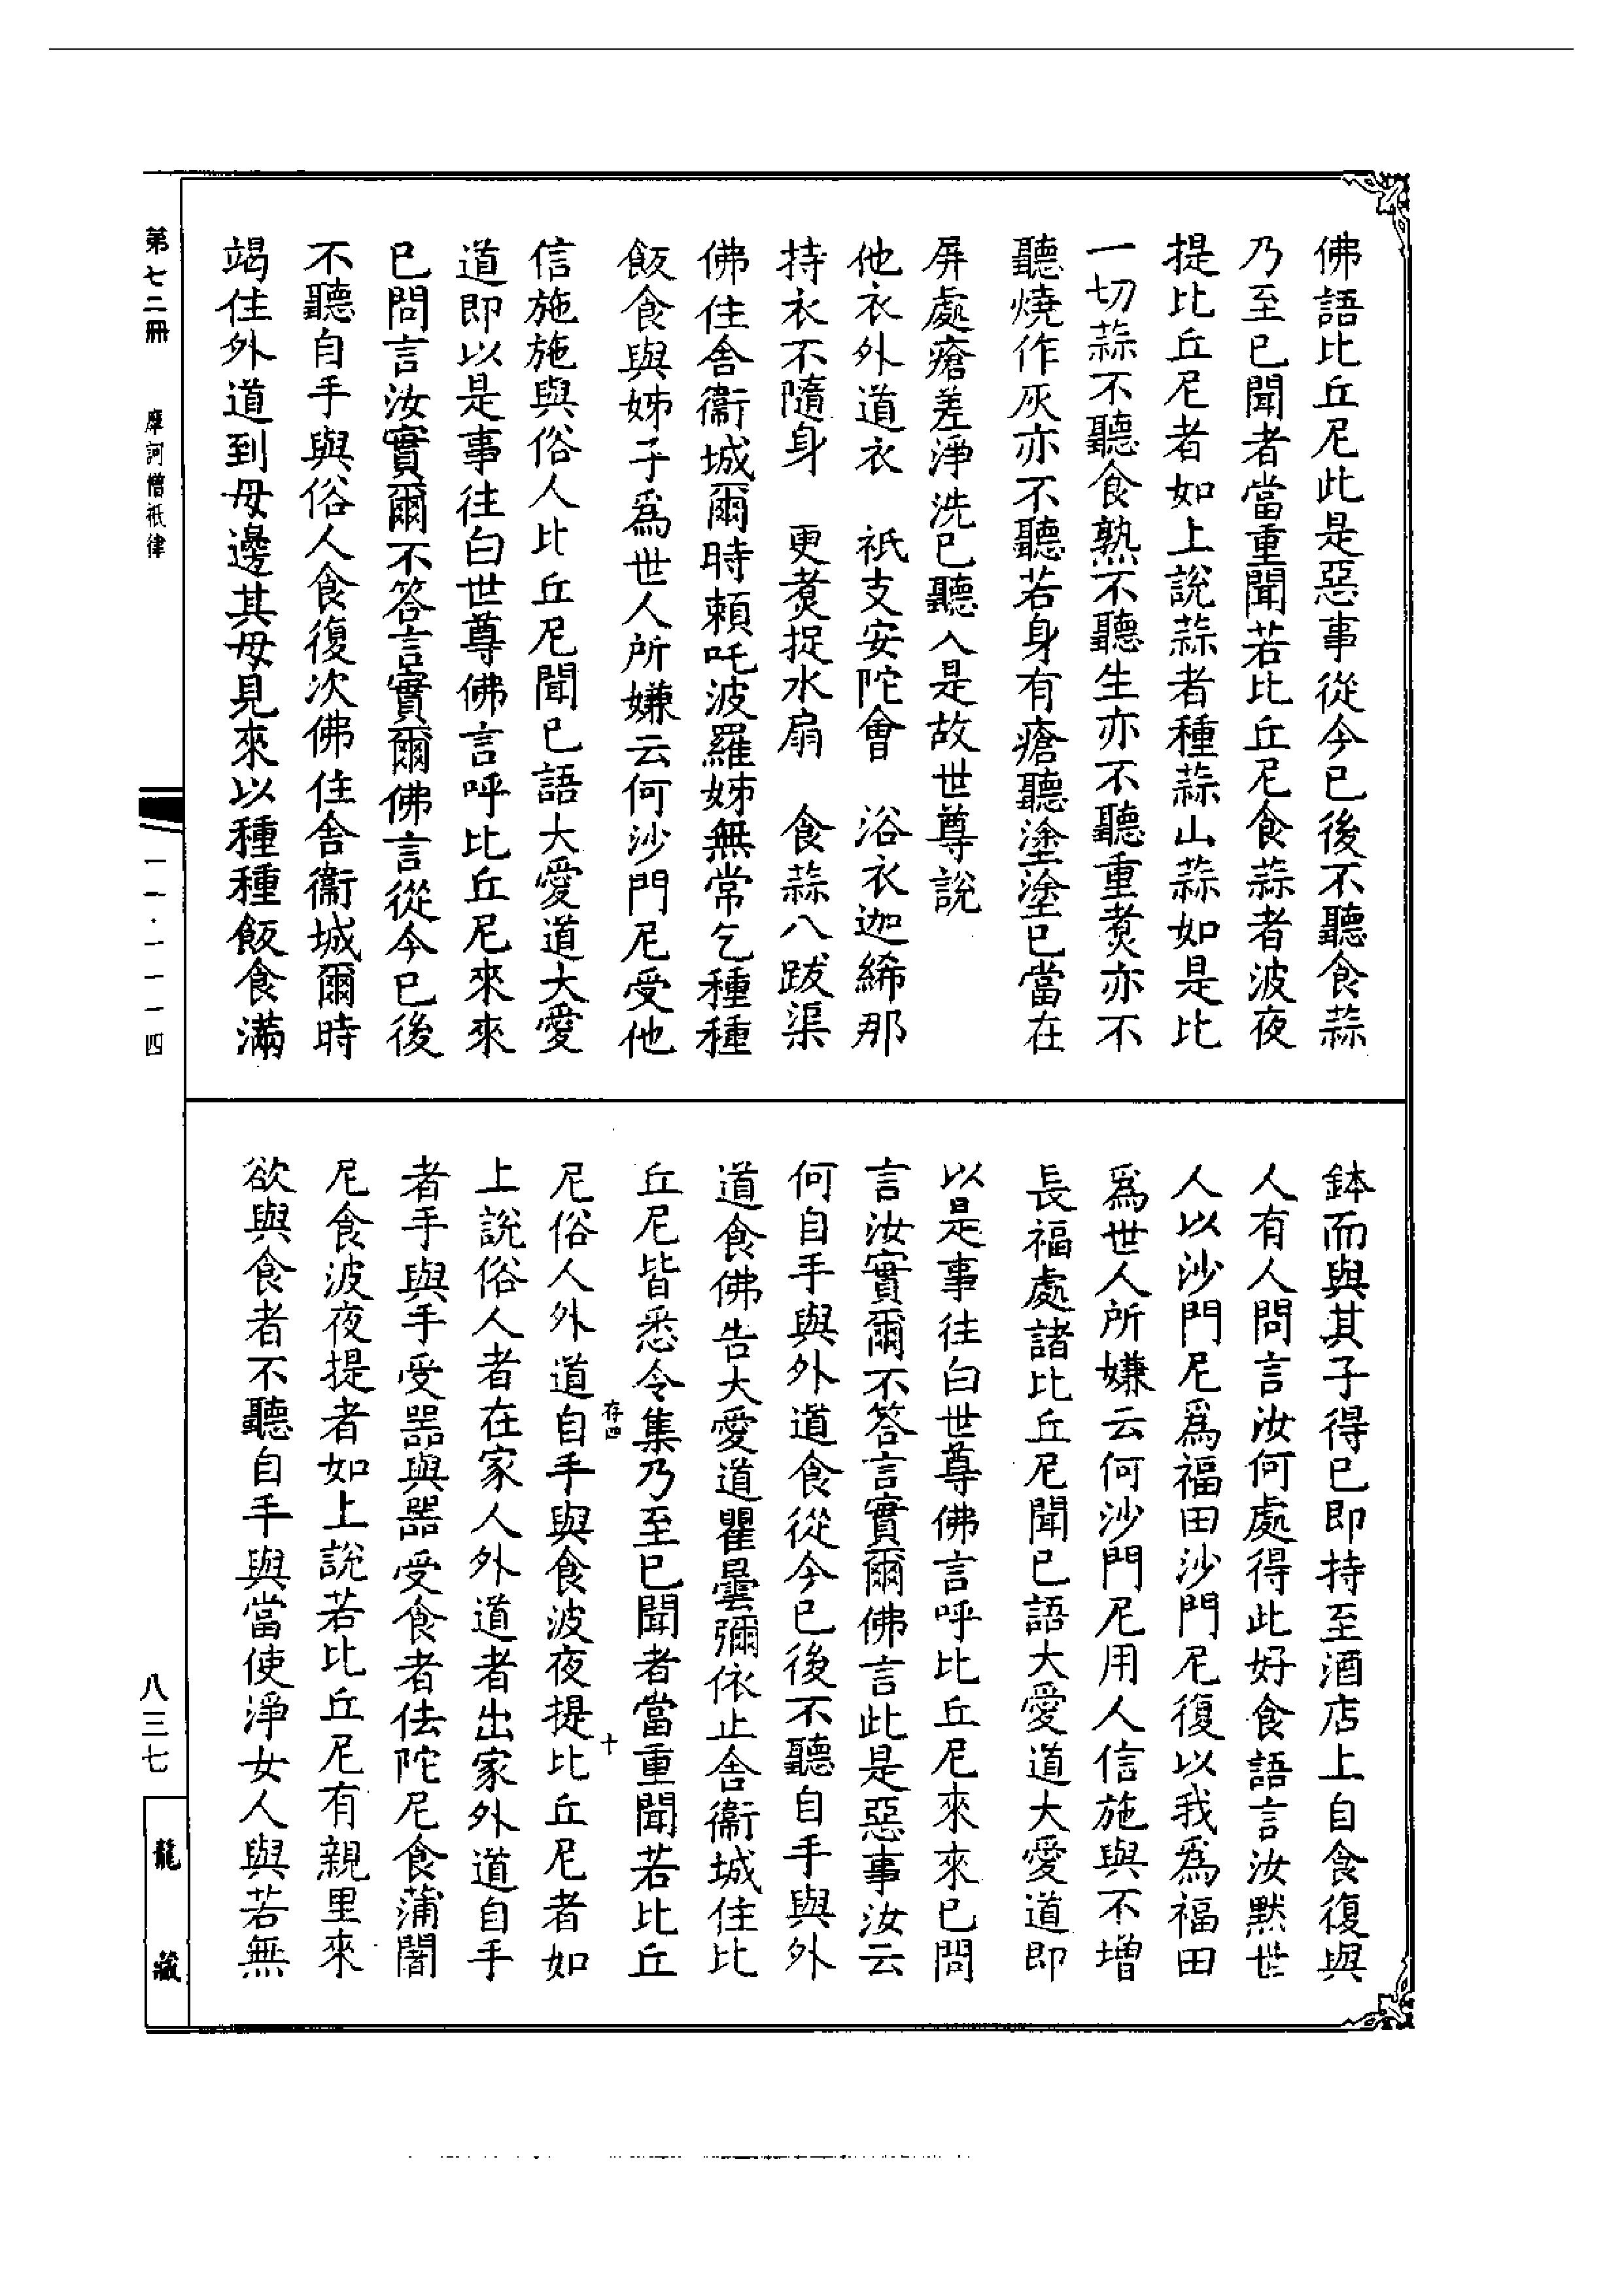 佛語比丘尼此是惡事從今已後不聽食蒜
乃至已聞者當重聞若比丘尼食蒜者波夜
提比丘尼者如上說蒜者種蒜山蒜如是比
一切蒜不聽食熟不聽生亦不聽重煑亦不
聽燒作灰亦不聽若身有瘡聽塗塗已當在
屏處瘡差淨洗已聽入是故世尊說
他衣外道衣　祇支安陀會　浴衣迦絺那
持衣不隨身　更煑捉水扇　食蒜八跋渠
佛住舍衞城爾時賴吒波羅姊無常乞種種
飯食與姊子爲世人所嫌云何沙門尼受他
信施施與俗人比丘尼聞已語大愛道大愛
道即以是事往白世尊佛言呼比丘尼來來
已問言汝實爾不答言實爾佛言從今已後
不聽自手與俗人食復次佛住舍衞城爾時
竭住外道到母邊其母見來以種種飯食滿
鉢而與其子得已即持至酒店上自食復與
人有人問言汝何處得此好食語言汝默世
人以沙門尼爲福田沙門尼復以我爲福田
爲世人所嫌云何沙門尼用人信施與不增
長福處諸比丘尼聞已語大愛道大愛道即
以是事往白世尊佛言呼比丘尼來來已問
言汝實爾不答言實爾佛言此是惡事汝云
何自手與外道食從今已後不聽自手與外
道食佛告大愛道瞿曇彌依止舍衞城住比
丘尼皆悉令集乃至已聞者當重聞若比丘
存四　十
尼俗人外道自手與食波夜提比丘尼者如
上說俗人者在家人外道者出家外道自手
者手與手受器與器受食者佉陀尼食蒲闍
尼食波夜提者如上說若比丘尼有親里來
欲與食者不聽自手與當使淨女人與若無
第七二冊　摩訶僧祇律
一一·一一一四
八三七
龍藏